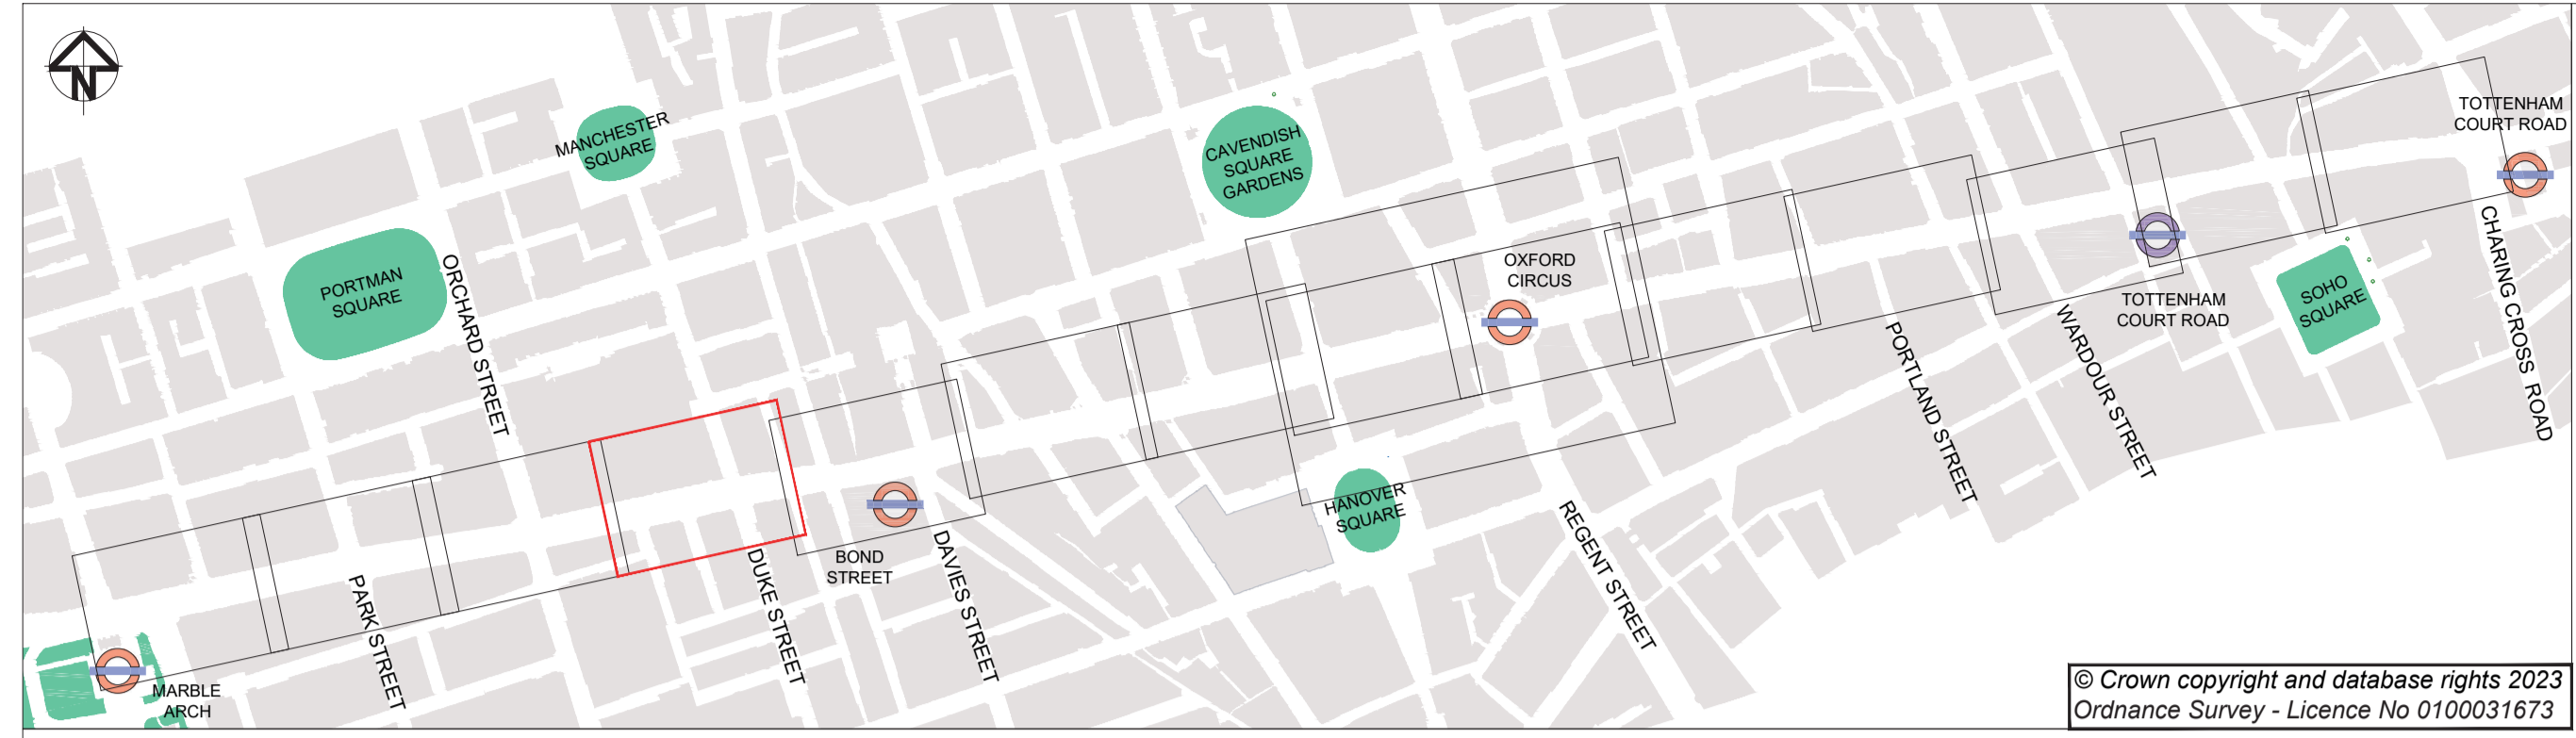 N
MANCHESTER
SQUARE
CAVENDISH
SQUARE
GARDENS
TOTTENHAM
COURT ROAD
PORTMAN
SQUARE
ORCHARD STREET
OXFORD
CIRCUS
TOTTENHAM
COURT ROAD
SOHO
SQUARE
CHARING CROSS ROAD
PORTLAND STREET
WARDOUR STREET
HANOVER
SQUARE
REGENT STREET
BOND
STREET
DAVIES STREET
DUKE STREET
PARK STREET
MARBLE
ARCH
© Crown copyright and database rights 2023
Ordnance Survey - Licence No 0100031673